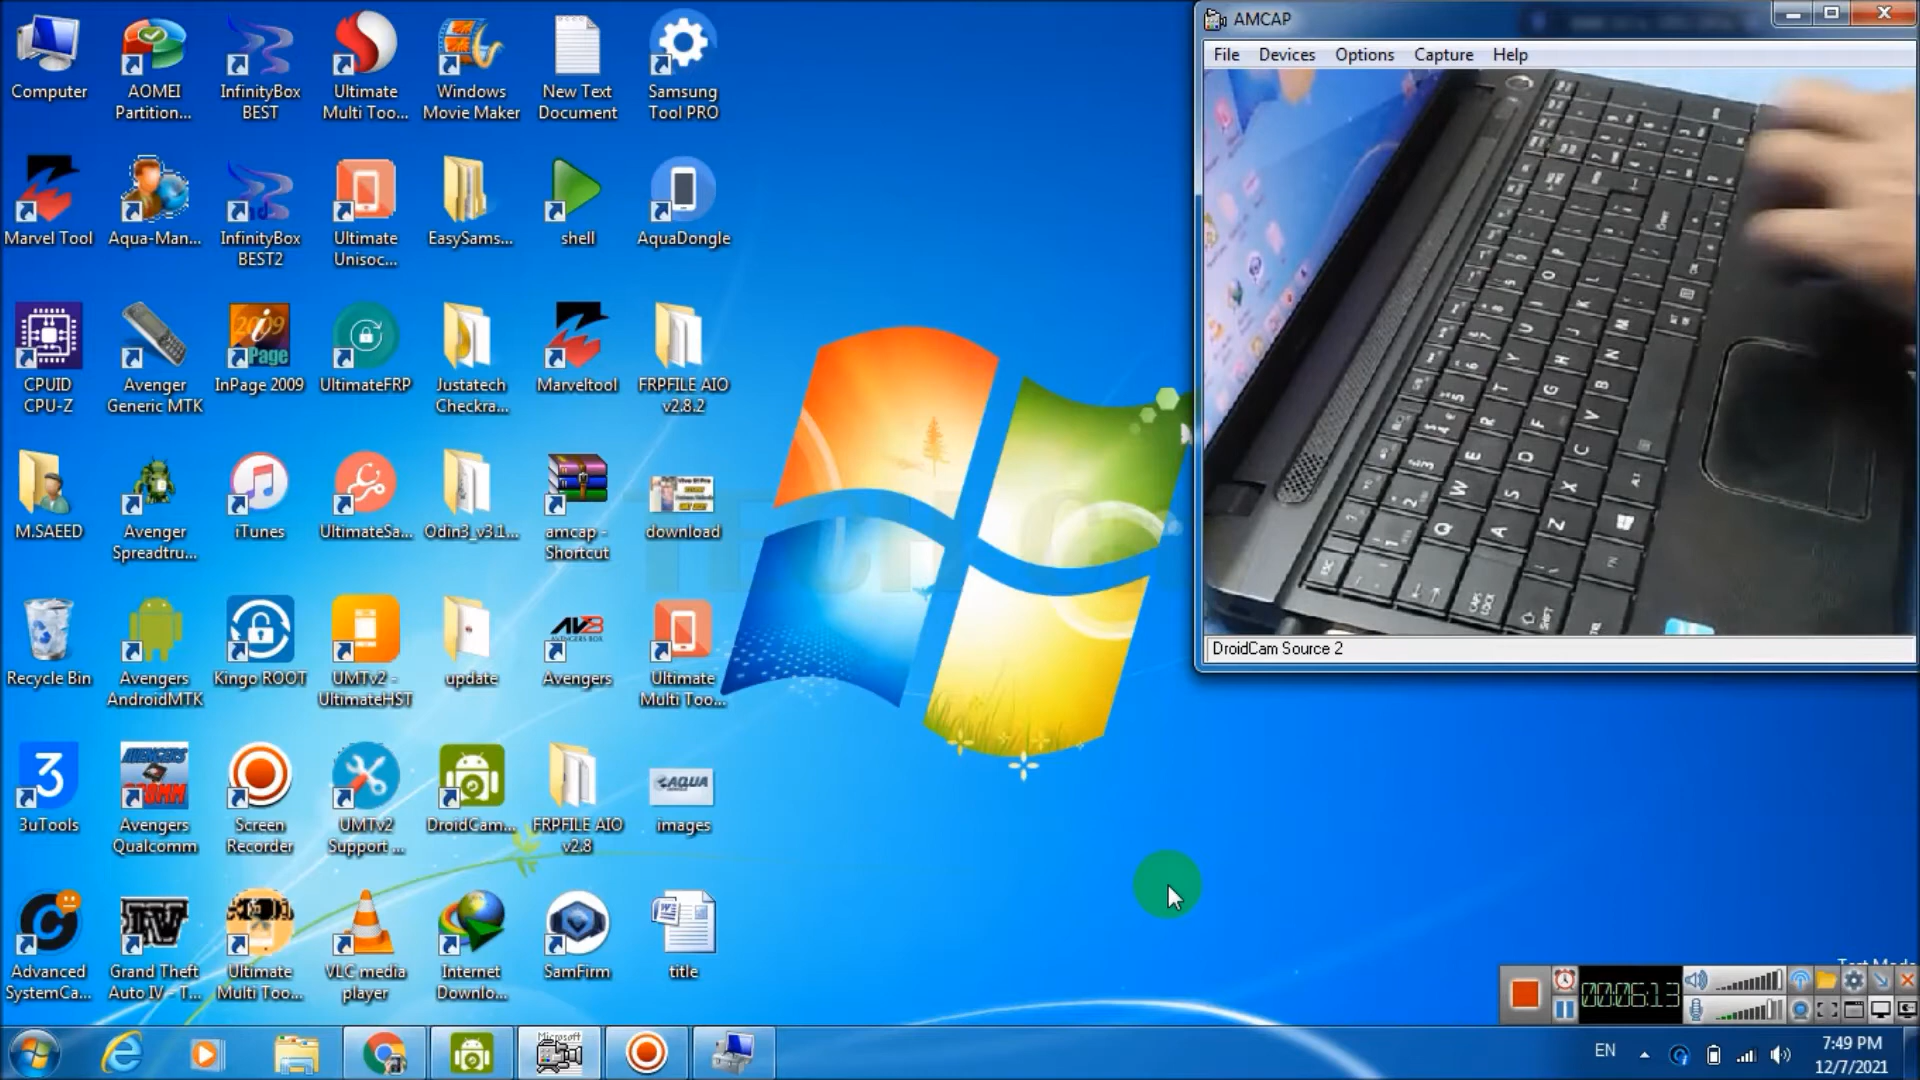 Computer
AOMEI
Partition...
InfinityBox
BEST
Ultimate
Multi Too...
Windows
Movie Maker
New Text
Document
Samsung
Tool PRO
Marvel Tool
Aqua-Man...
InfinityBox
BEST2
Ultimate
Unisoc...
EasySams...
shell
AquaDongle
CPUID
CPU-Z
Avenger
Generic MTK
InPage 2009
UltimateFRP
Justatech
Checkra...
Marveltool
FRPFILE AIO
v2.8.2
M.SAEED
Avenger
Spreadtru...
iTunes
UltimateSa...
Odin3_v3.1...
amcap -
Shortcut
download
Recycle Bin
Avengers
AndroidMTK
Kingo ROOT
UMTv2 -
UltimateHST
update
Avengers
Ultimate
Multi Too...
3uTools
Avengers
Qualcomm
Screen
Recorder
UMTv2
Support ...
DroidCam...
FRPFILE AIO
v2.8
images
Advanced
SystemCa...
Grand Theft
Auto IV - T...
Ultimate
Multi Too...
VLC media
player
Internet
Downlo...
SamFirm
title
AMCAP
File Devices Options Capture Help
DroidCam Source 2
00:06:13
EN
7:49 PM
12/7/2021